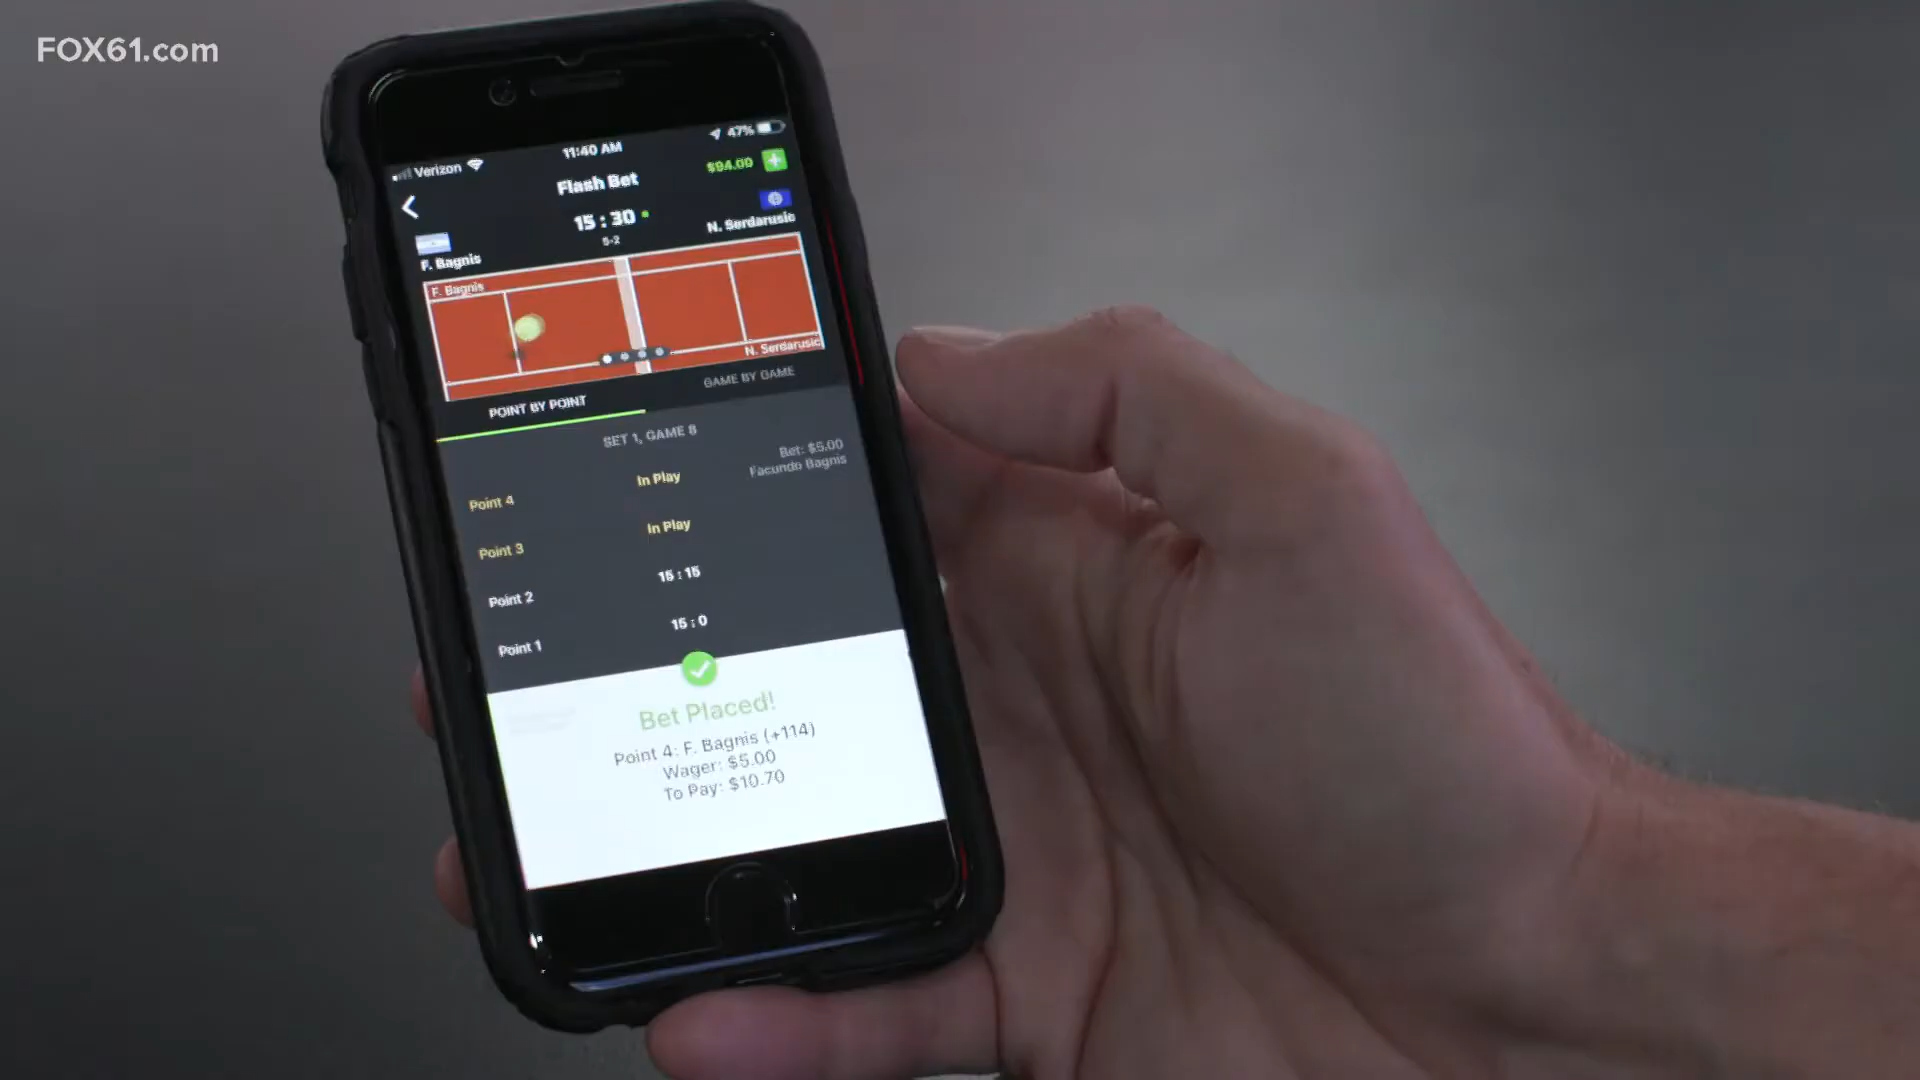 FOX61.com
Verizon
11:40 AM
47%
Flash Bet
$94.00
15 : 30
5-2
F. Bagnis
N. Serdarusic
F. Bagnis
N. Serdarusic
POINT BY POINT
GAME BY GAME
SET 1, GAME 8
Point 4
In Play
Bet: $5.00
Facundo Bagnis
Point 3
In Play
Point 2
15 : 15
Point 1
15 : 0
Bet Placed!
Point 4: F. Bagnis (+114)
Wager: $5.00
To Pay: $10.70